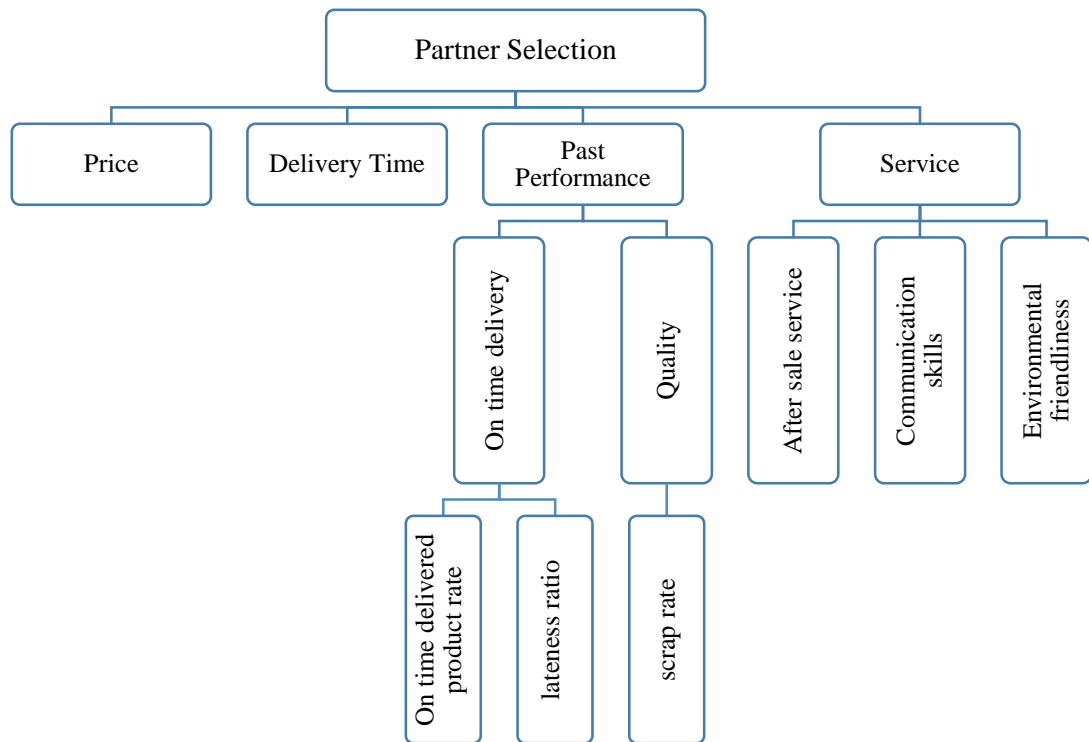 Partner Selection
Price
Delivery Time
Past
Performance
Service
On time delivery
Quality
After sale service
Communication
skills
Environmental
friendliness
On time delivered
product rate
lateness ratio
scrap rate